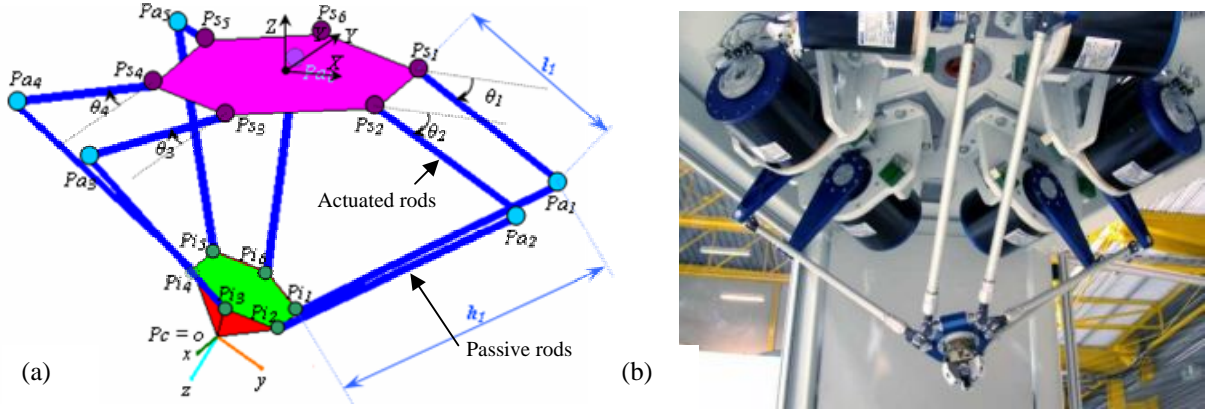 Pa5
Ps5
Ps6
Z
Y
Ps1
X
Pa6
l1
Pa4
Ps4
θ4
θ1
Ps3
Ps2
θ2
θ3
Pa3
Actuated rods
Pa1
Pa2
Pi5
Pi4
Pi6
Pi3
Pi1
Pi2
h1
Pc = o
x
Passive rods
(a)
z
y
(b)